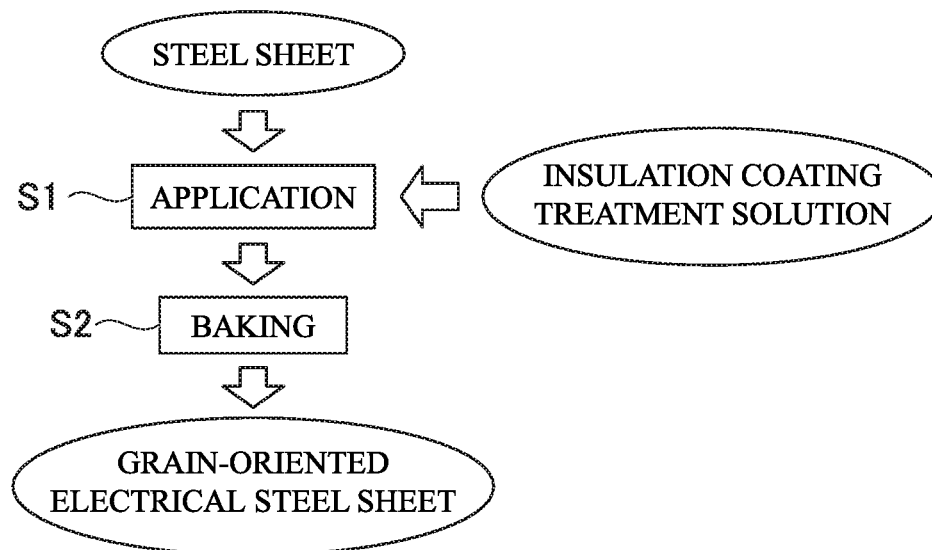 STEEL SHEET
S1
APPLICATION
INSULATION COATING
TREATMENT SOLUTION
S2
BAKING
GRAIN-ORIENTED
ELECTRICAL STEEL SHEET